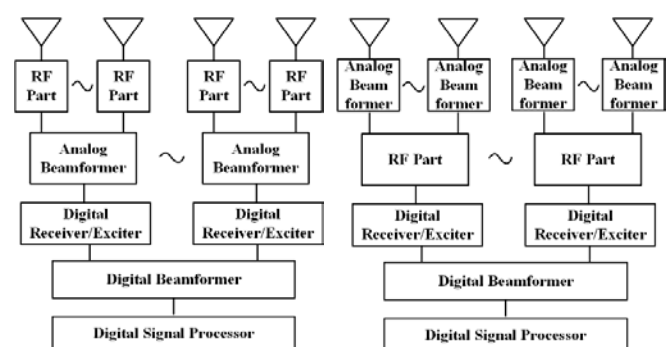 RF
Part
RF
Part
RF
Part
RF
Part
Analog
Beamformer
Analog
Beamformer
Digital
Receiver/Exciter
Digital
Receiver/Exciter
Digital Beamformer
Digital Signal Processor
Analog
Beam
former
Analog
Beam
former
Analog
Beam
former
Analog
Beam
former
RF Part
RF Part
Digital
Receiver/Exciter
Digital
Receiver/Exciter
Digital Beamformer
Digital Signal Processor